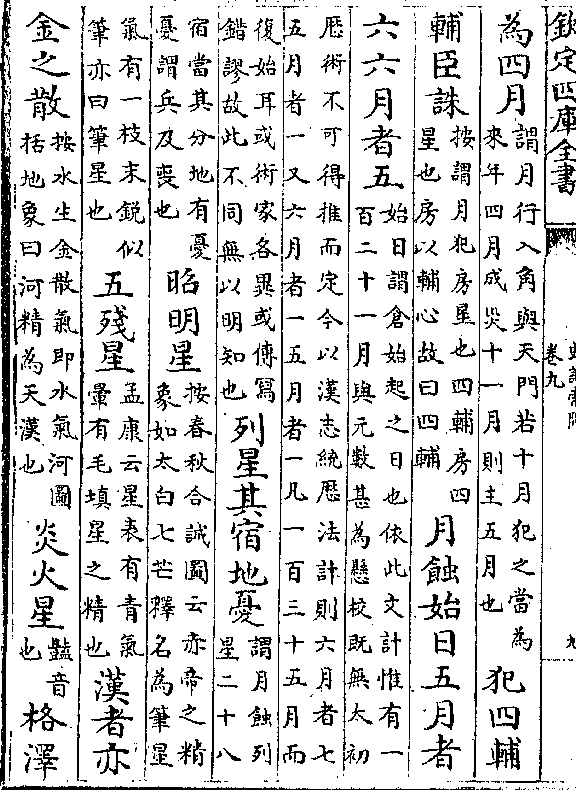 欽定四庫全書
卷九
為四月
謂月行入角與天門若十月犯之當為
來年四月成災十一月則主五月也
犯四輔
輔臣誅
按謂月犯房星也四輔房四
星也房以輔心故曰四輔
月蝕始日五月者
六六月者五
始日謂倉始起之日也依此文計惟有一
百二十一月與元數甚為懸校既無太初
厯術不可得推而定今以漢志統厯法計則六月者七
五月者一又六月者一五月者一凡一百三十五月而
復始耳或術家各異或傳冩
錯謬故此不同無以明知也
列星其宿地憂
謂月蝕列
星二十八
宿當其分地有憂
憂謂兵及喪也
昭明星
按春秋合誠圖云亦帝之精
象如太白七芒釋名為筆星
氣有一枝末鋭似
筆亦曰筆星也
五殘星
孟康云星表有青氣
暈有毛填星之精也
漢者亦
金之散
按水生金散氣即水氣河圖
括地象曰河精為天漢也
炎火星
豔音
也
格澤